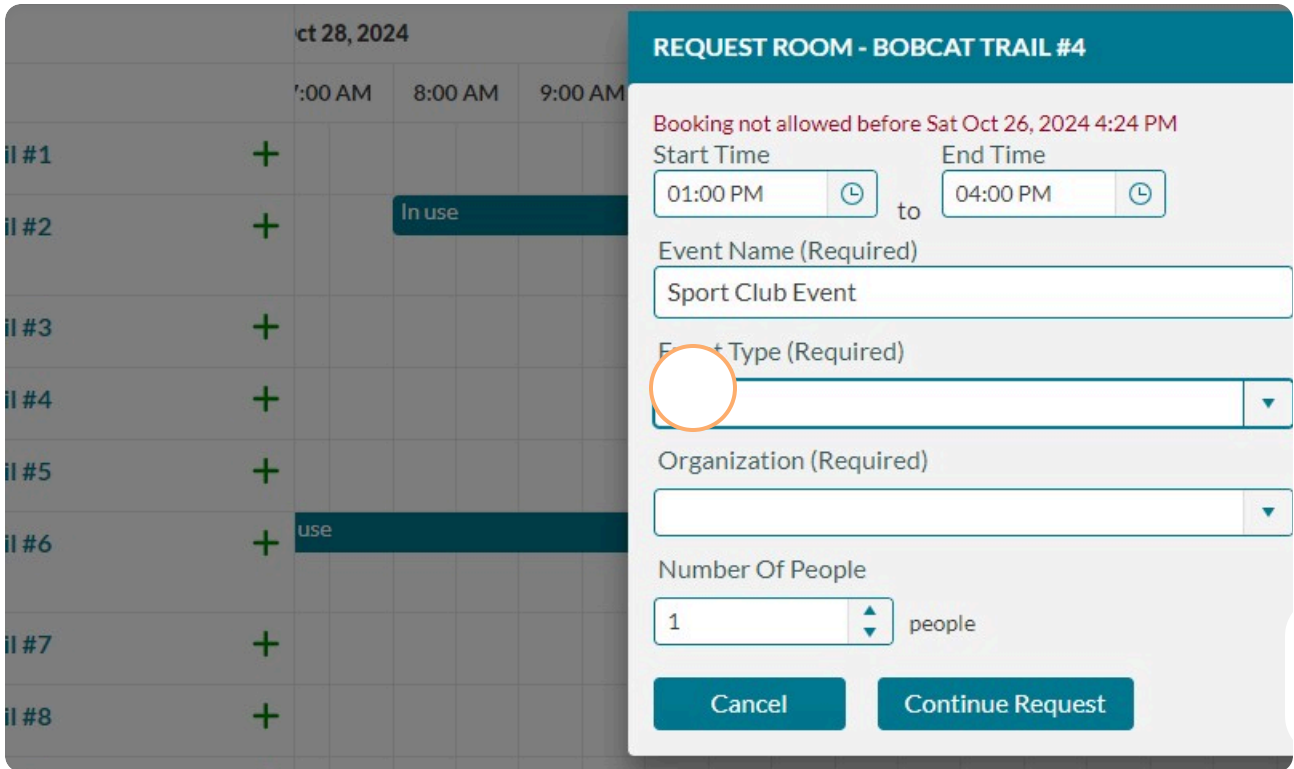 ct 28, 2024
:00 AM 8:00 AM 9:00 AM
il #1
il #2
In use
il #3
il #4
il #5
il #6
use
il #7
il #8
REQUEST ROOM - BOBCAT TRAIL #4
Booking not allowed before Sat Oct 26, 2024 4:24 PM
Start Time End Time
01:00 PM to 04:00 PM
Event Name (Required)
Sport Club Event
Type (Required)
Organization (Required)
Number Of People
1 people
Cancel Continue Request